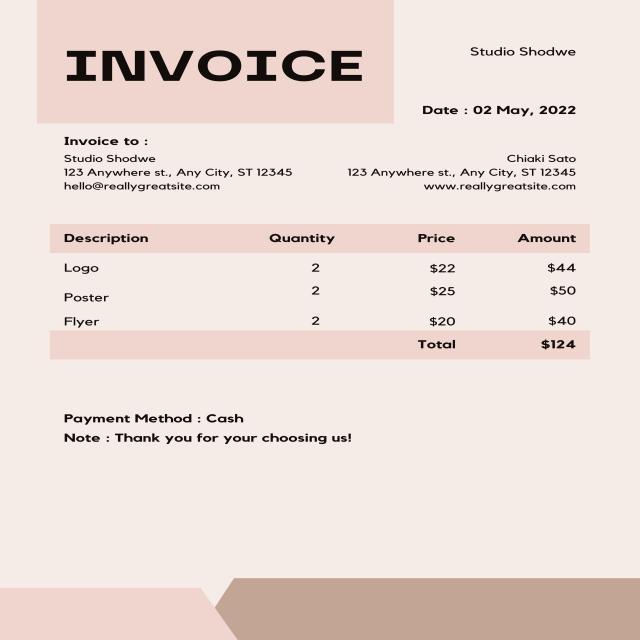 INVOICE
Studio Shodwe
Date : 02 May, 2022
Invoice to :
Studio Shodwe
123 Anywhere st., Any City, ST 12345
hello@reallygreatsite.com
Chiaki Sato
123 Anywhere st., Any City, ST 12345
www.reallygreatsite.com
Description Quantity Price Amount
Logo 2 $22 $44
Poster 2 $25 $50
Flyer 2 $20 $40
Total $124
Payment Method : Cash
Note : Thank you for your choosing us!